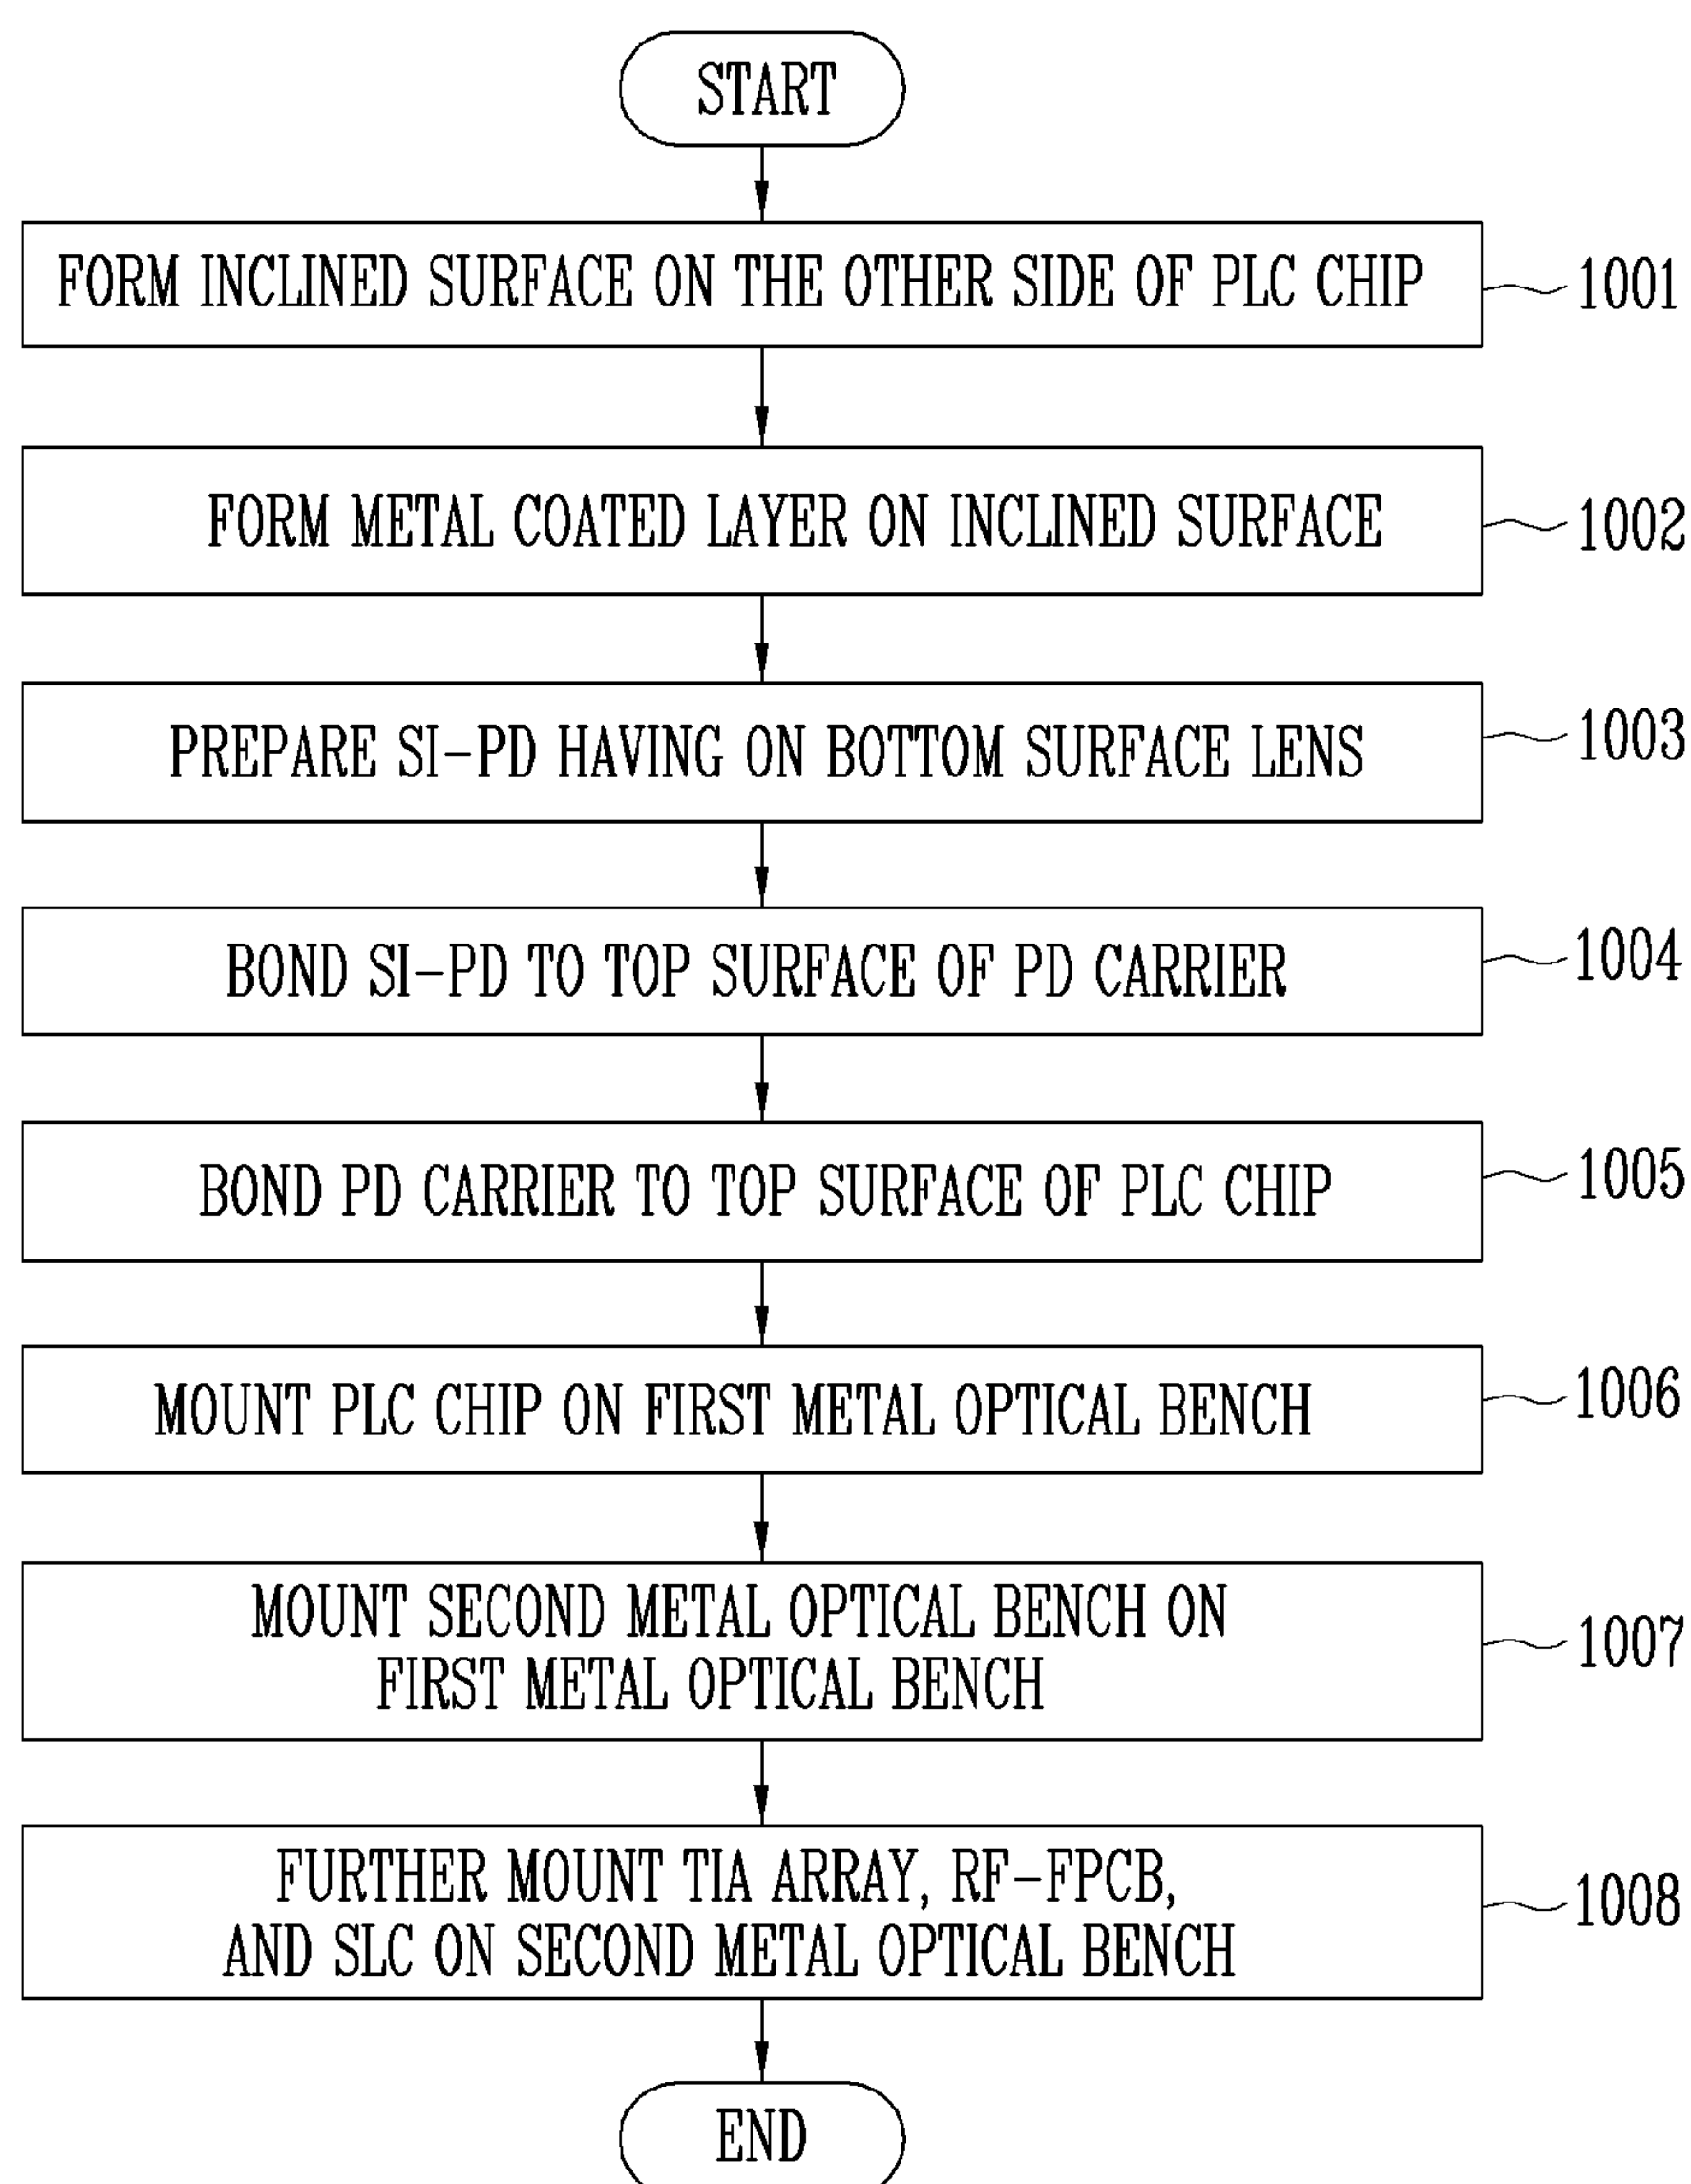 START
FORM INCLINED SURFACE ON THE OTHER SIDE OF PLC CHIP
1001
FORM METAL COATED LAYER ON INCLINED SURFACE
1002
PREPARE SI-PD HAVING ON BOTTOM SURFACE LENS
1003
BOND SI-PD TO TOP SURFACE OF PD CARRIER
1004
BOND PD CARRIER TO TOP SURFACE OF PLC CHIP
1005
MOUNT PLC CHIP ON FIRST METAL OPTICAL BENCH
1006
MOUNT SECOND METAL OPTICAL BENCH ON
FIRST METAL OPTICAL BENCH
1007
FURTHER MOUNT TIA ARRAY, RF-FPCB,
AND SLC ON SECOND METAL OPTICAL BENCH
1008
END